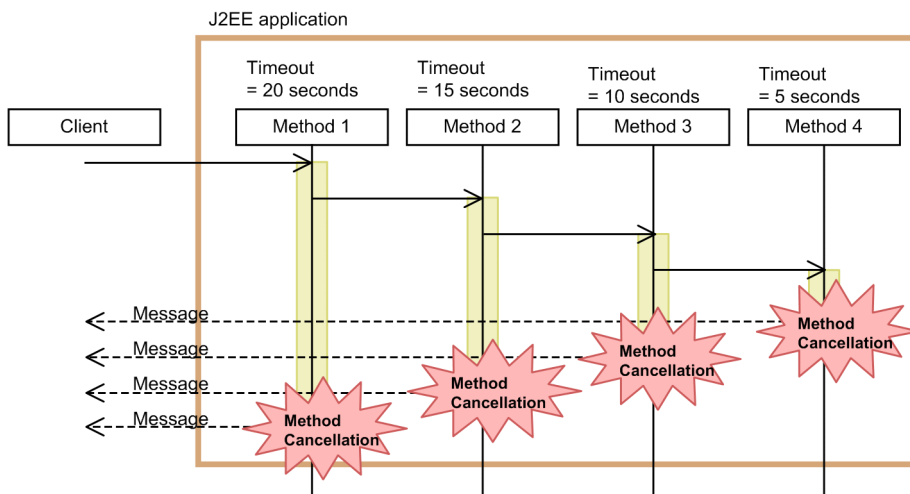 J2EE application
Timeout
= 20 seconds
Timeout
= 15 seconds
Timeout
= 10 seconds
Timeout
= 5 seconds
Client
Method 1
Method 2
Method 3
Method 4
Message
Method
Cancellation
Message
Method
Cancellation
Message
Method
Cancellation
Message
Method
Cancellation